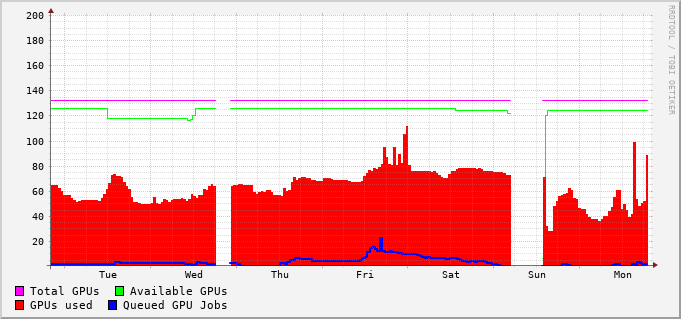 200
180
160
140
120
100
80
60
40
20
Tue Wed Thu Fri Sat Sun Mon
Total GPUs Available GPUs
GPUs used Queued GPU Jobs
RRDTOOL / TOBI OETIKER